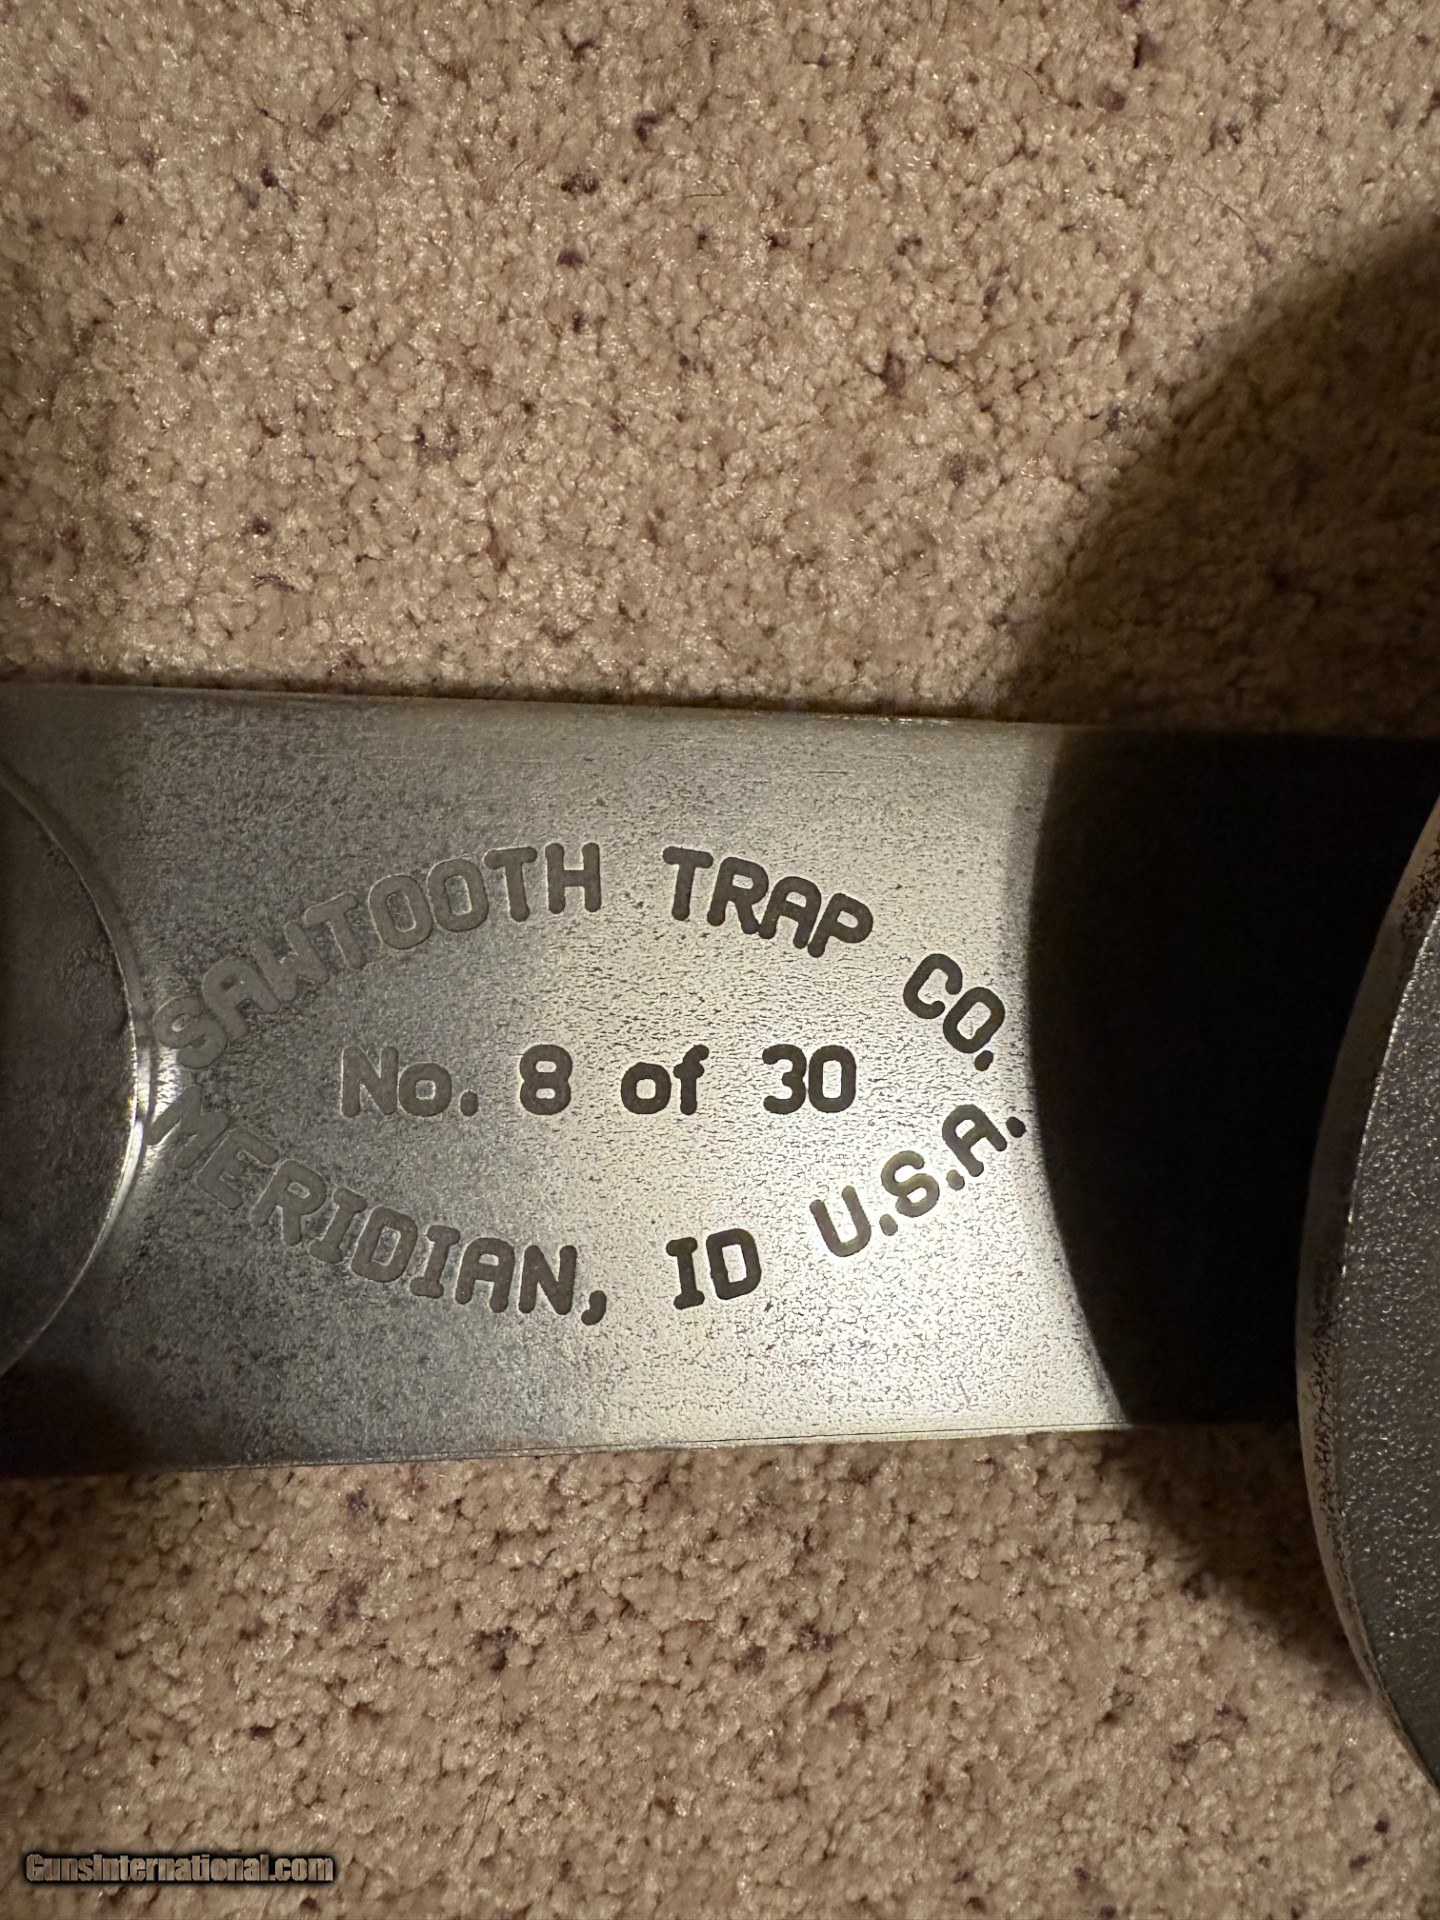 SAWTOOTH TRAP CO.
No. 8 of 30
MERIDIAN, ID U.S.A.
GunsInternational.com